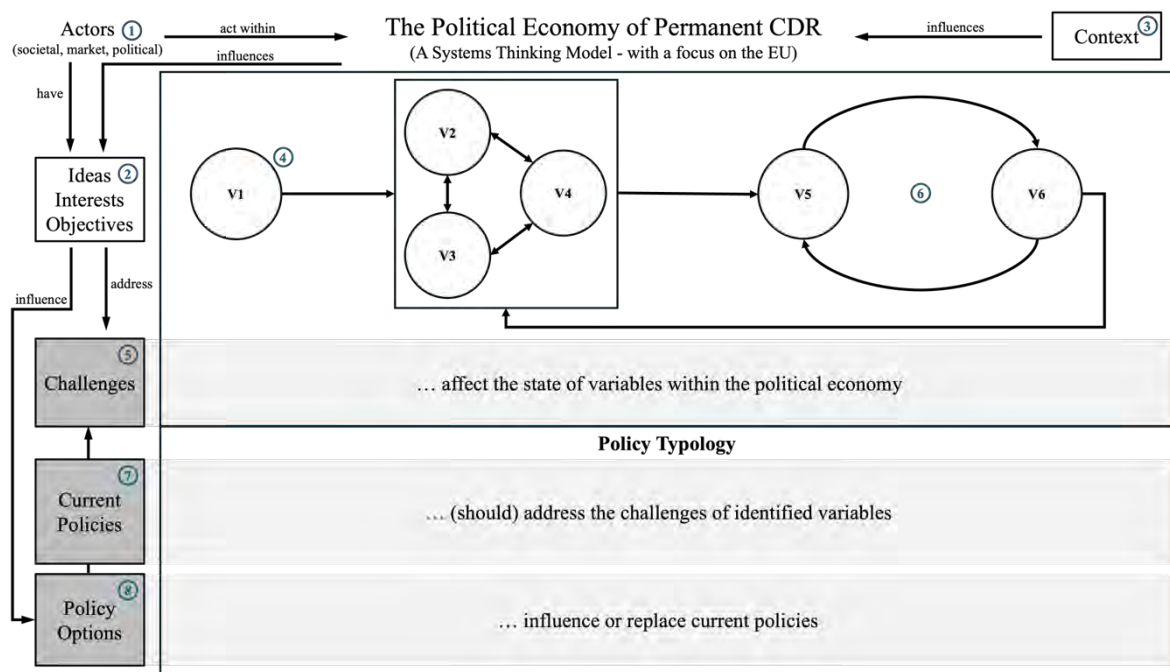 Actors 1
(societal, market, political)
act within
The Political Economy of Permanent CDR
(A Systems Thinking Model - with a focus on the EU)
influences
Context 3
influences
have
Ideas 2
Interests
Objectives
V1
4
V2
V3
V4
V5
6
V6
influence
address
5
Challenges
… affect the state of variables within the political economy
Policy Typology
7
Current
Policies
… (should) address the challenges of identified variables
8
Policy
Options
… influence or replace current policies